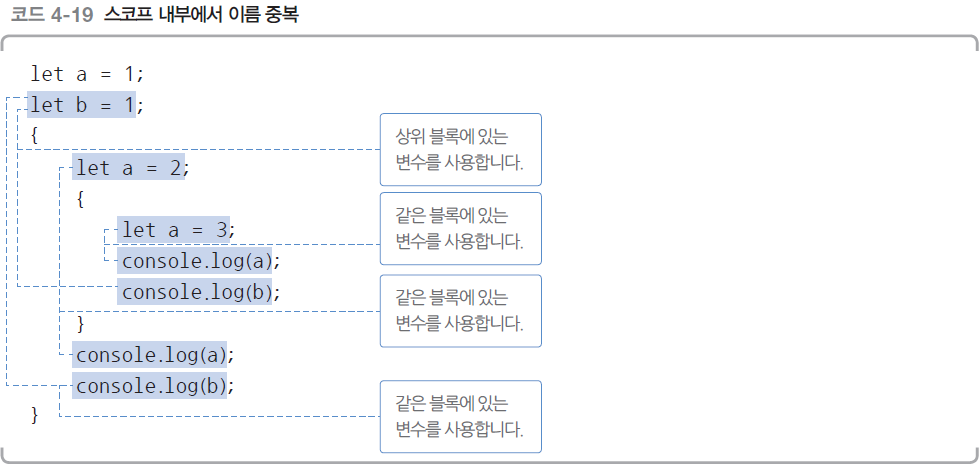 코드 4-19 스코프 내부에서 이름 중복
let a = 1;
let b = 1;
{
let a = 2;
{
let a = 3;
console.log(a);
console.log(b);
}
console.log(a);
console.log(b);
}
상위 블록에 있는
변수를 사용합니다.
같은 블록에 있는
변수를 사용합니다.
같은 블록에 있는
변수를 사용합니다.
같은 블록에 있는
변수를 사용합니다.